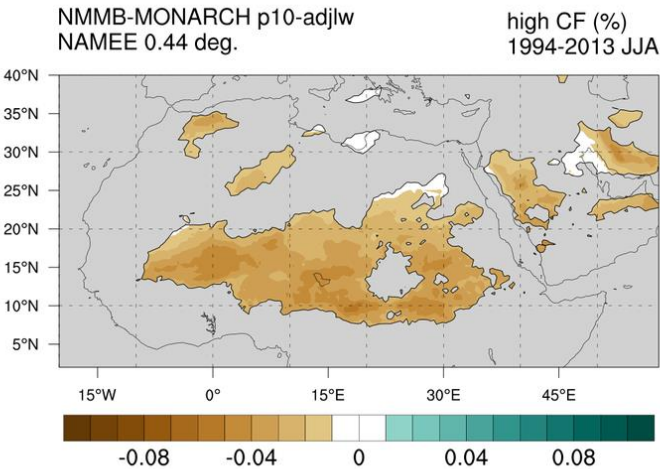 NMMB-MONARCH p10-adjlw
NAMEE 0.44 deg.
high CF (%)
1994-2013 JJA
40°N
35°N
30°N
25°N
20°N
15°N
10°N
5°N
15°W 0° 15°E 30°E 45°E
-0.08 -0.04 0 0.04 0.08